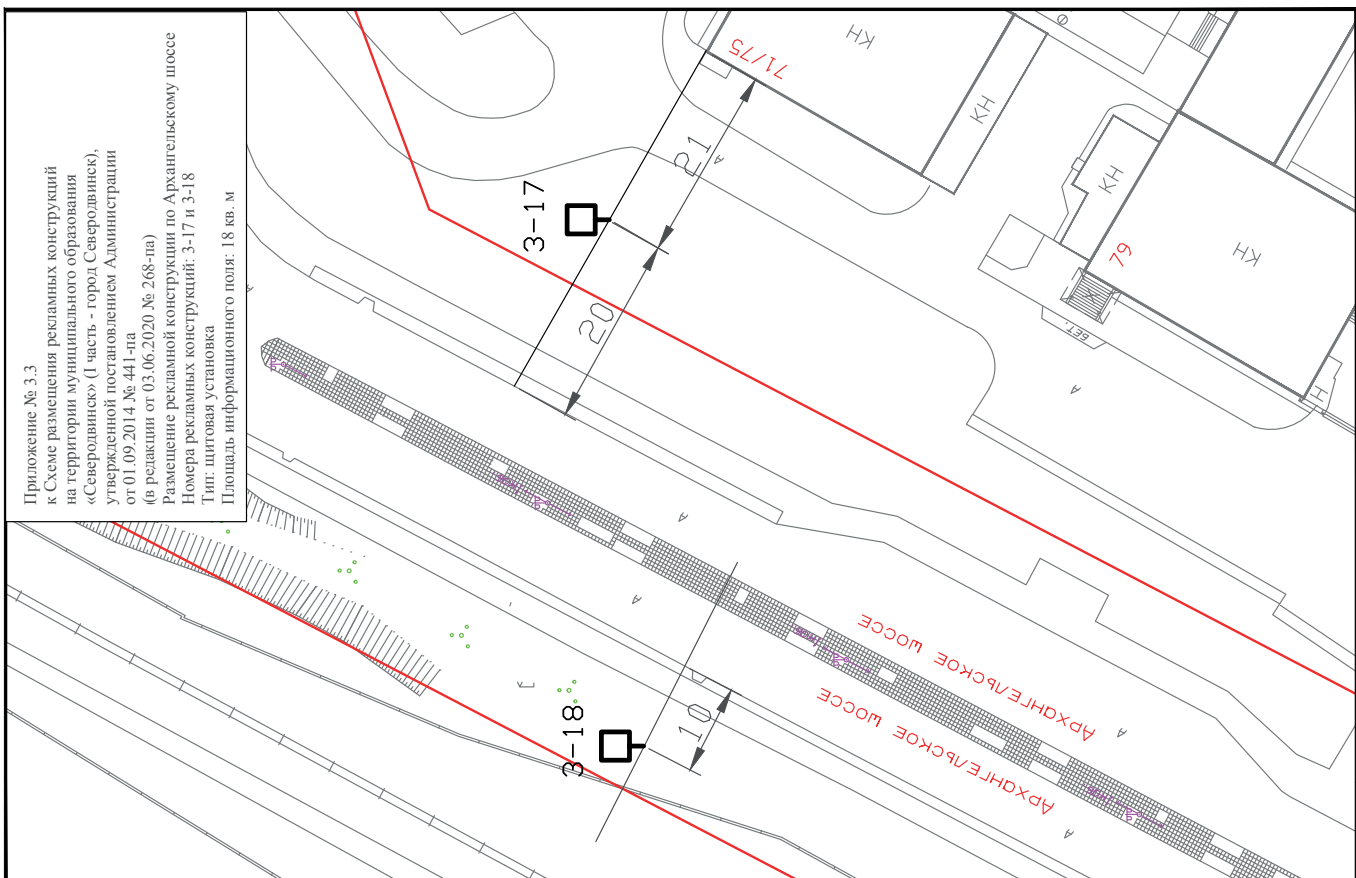 Приложение № 3.3
к Схеме размещения рекламных конструкций
на территории муниципального образования
«Северодвинск» (I часть - город Северодвинск),
утвержденной постановлением Администрации
от 01.09.2014 № 441-па
(в редакции от 03.06.2020 № 268-па)
Размещение рекламной конструкции по Архангельскому шоссе
Номера рекламных конструкций: 3-17 и 3-18
Тип: щитовая установка
Площадь информационного поля: 18 кв. м
КН
71/75
КН
21
А
3-17
КН
20
КН
79
БЕТ.
А
Н
А
А
АРХАНГЕЛЬСКОЕ ШОССЕ
АРХАНГЕЛЬСКОЕ ШОССЕ
3-18
10
А
А